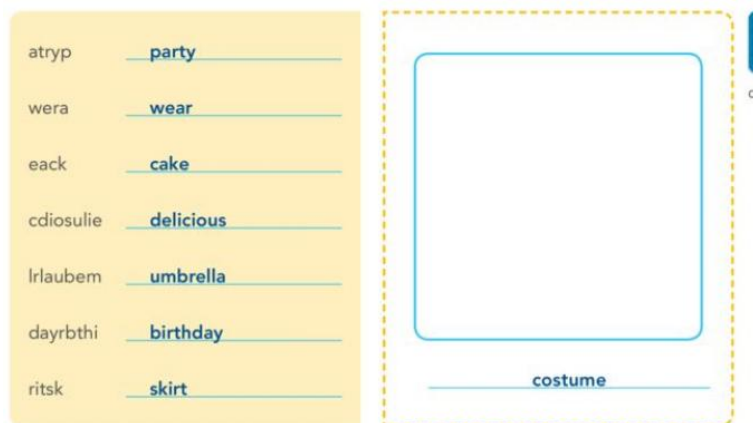 atryp party
wera wear
eack cake
cdiosulie delicious
lrlaubem umbrella
dayrbthi birthday
ritsk skirt
costume